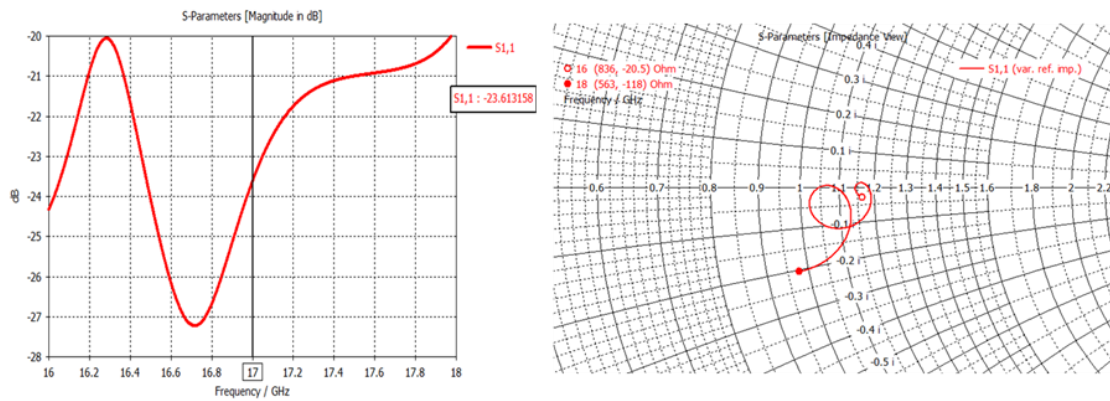 S-Parameters [Magnitude in dB]
-20
-21
-22
-23
-24
-25
-26
-27
-28
dB
S1,1
S1,1 : -23.613158
16 16.2 16.4 16.6 16.8 17 17.2 17.4 17.6 17.8 18
Frequency / GHz
S-Parameters [Impedance View]
16 (836, -20.5) Ohm
18 (563, -118) Ohm
Frequency / GHz
S1,1 (var. ref. imp.)
0.4 i
0.3 i
0.2 i
0.1 i
0.6 0.7 0.8 0.9 1 1.1 1.2 1.3 1.4 1.5 1.6 1.8 2 2.2
-0.1 i
-0.2 i
-0.3 i
-0.4 i
-0.5 i